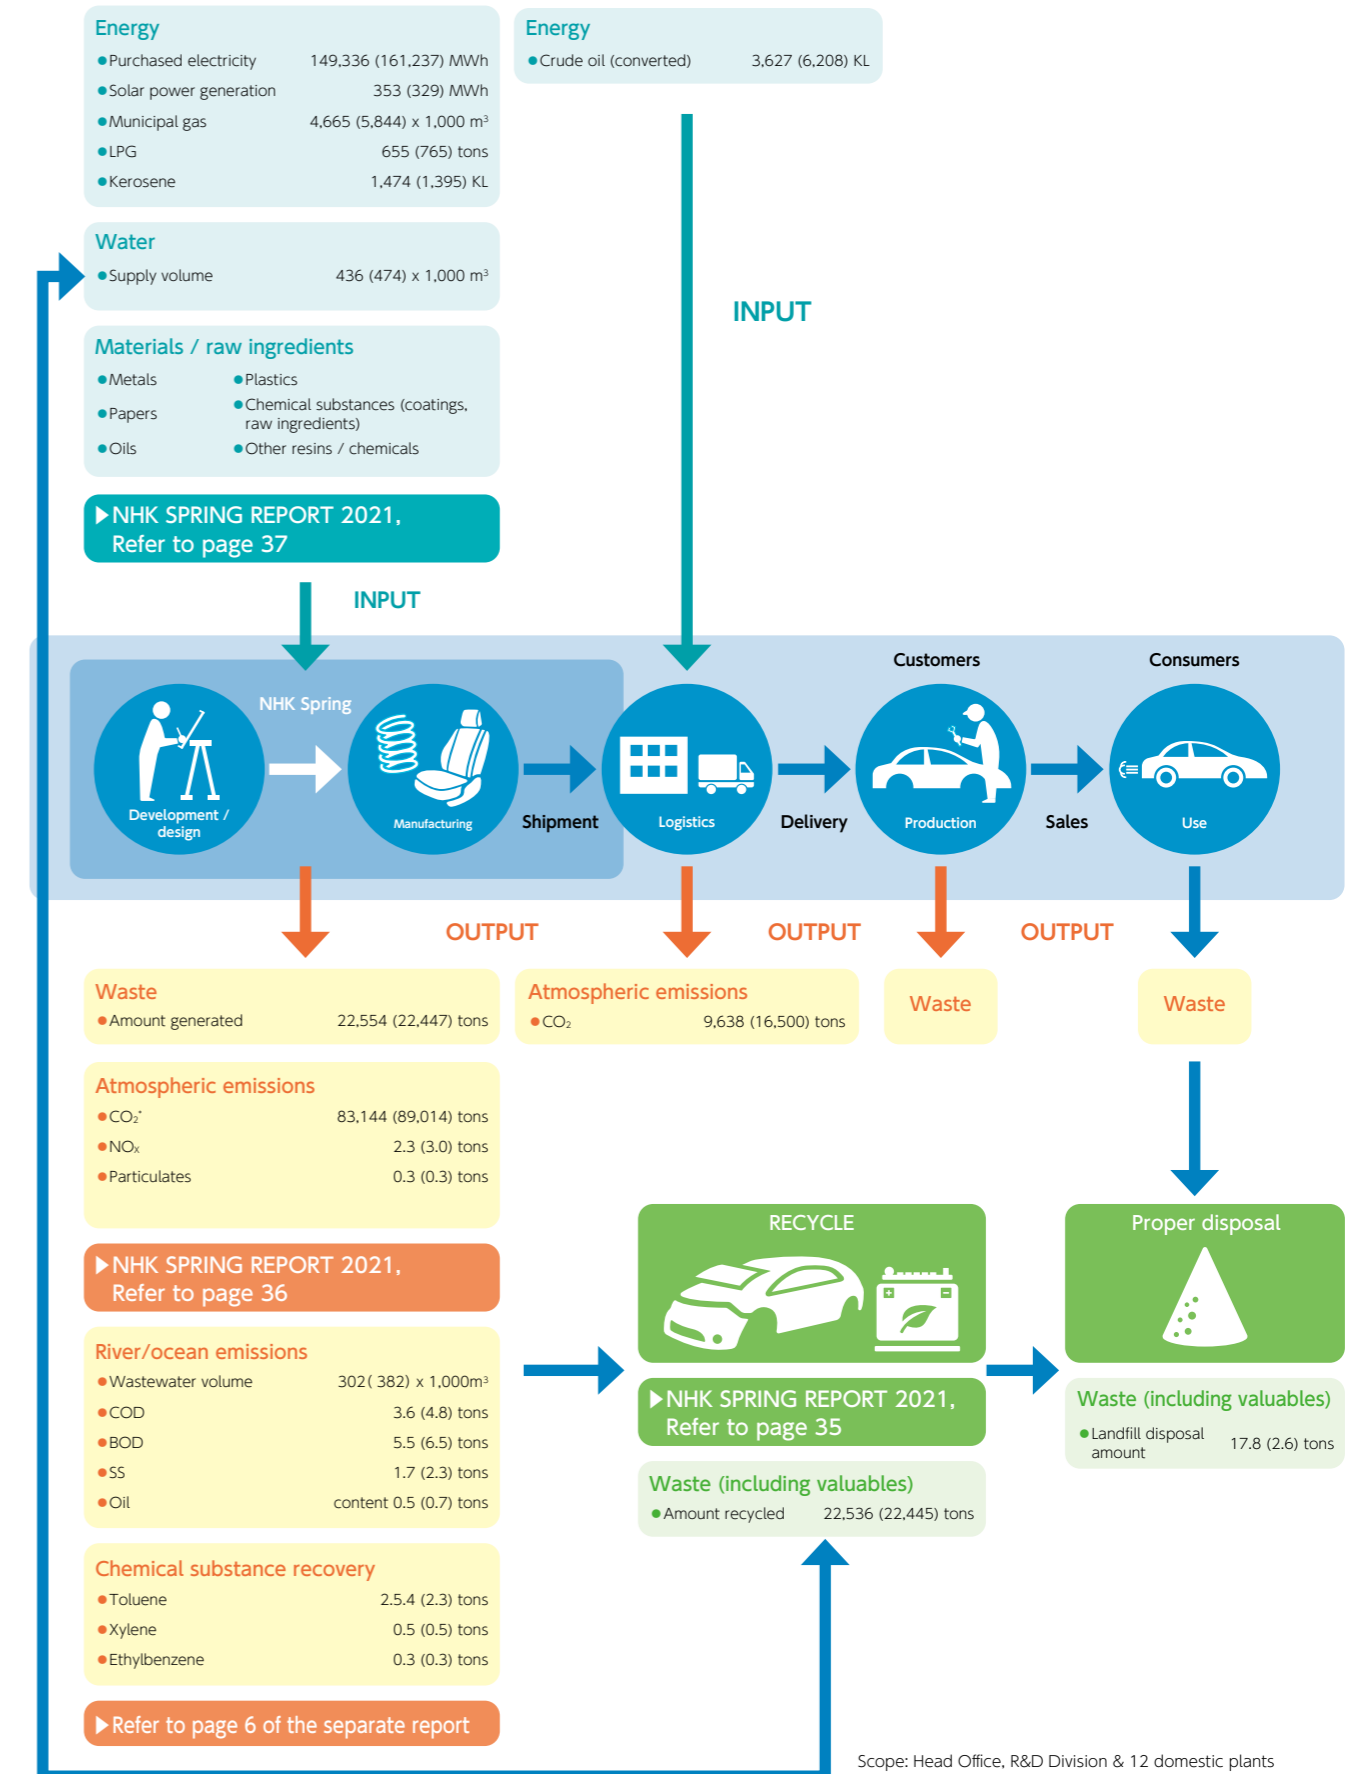 Energy
Purchased electricity 149,336 (161,237) MWh
Solar power generation 353 (329) MWh
Municipal gas 4,665 (5,844) x 1,000 m³
LPG 655 (765) tons
Kerosene 1,474 (1,395) KL
Energy
Crude oil (converted) 3,627 (6,208) KL
Water
Supply volume 436 (474) x 1,000 m³
INPUT
Materials / raw ingredients
Metals
Papers
Oils
Plastics
Chemical substances (coatings,
raw ingredients)
Other resins / chemicals
▶NHK SPRING REPORT 2021,
Refer to page 37
INPUT
Customers
Consumers
NHK Spring
Development /
design
Manufacturing
Shipment
Logistics
Delivery
Production
Sales
Use
OUTPUT
OUTPUT
OUTPUT
Waste
Amount generated 22,554 (22,447) tons
Atmospheric emissions
CO₂ 9,638 (16,500) tons
Waste
Waste
Atmospheric emissions
CO₂* 83,144 (89,014) tons
NOx 2.3 (3.0) tons
Particulates 0.3 (0.3) tons
▶NHK SPRING REPORT 2021,
Refer to page 36
River/ocean emissions
Wastewater volume 302( 382) x 1,000m³
COD 3.6 (4.8) tons
BOD 5.5 (6.5) tons
SS 1.7 (2.3) tons
Oil content 0.5 (0.7) tons
Chemical substance recovery
Toluene 2.5.4 (2.3) tons
Xylene 0.5 (0.5) tons
Ethylbenzene 0.3 (0.3) tons
▶Refer to page 6 of the separate report
RECYCLE
▶NHK SPRING REPORT 2021,
Refer to page 35
Waste (including valuables)
Amount recycled 22,536 (22,445) tons
Proper disposal
Waste (including valuables)
Landfill disposal
amount 17.8 (2.6) tons
Scope: Head Office, R&D Division & 12 domestic plants